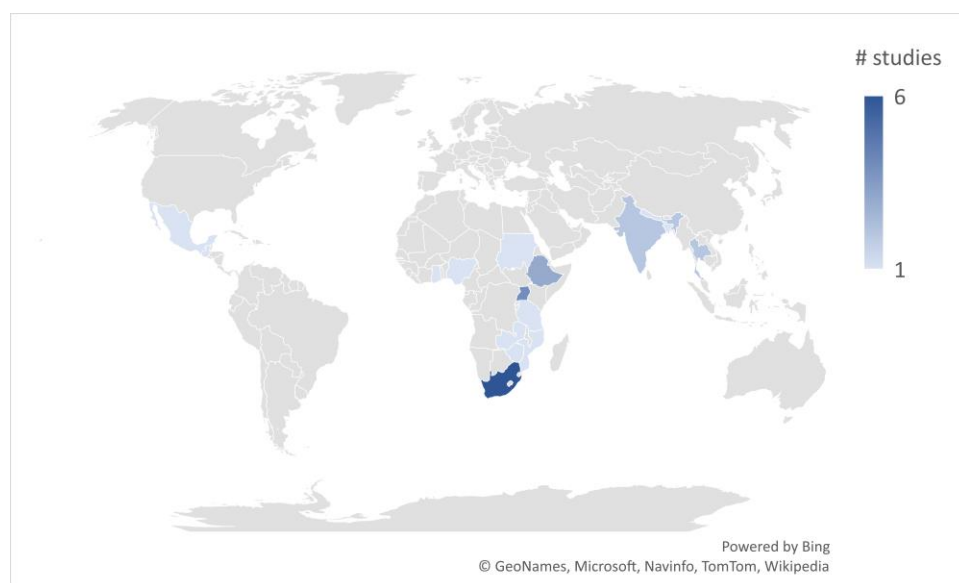 # studies
6
1
Powered by Bing
© GeoNames, Microsoft, Navinfo, TomTom, Wikipedia